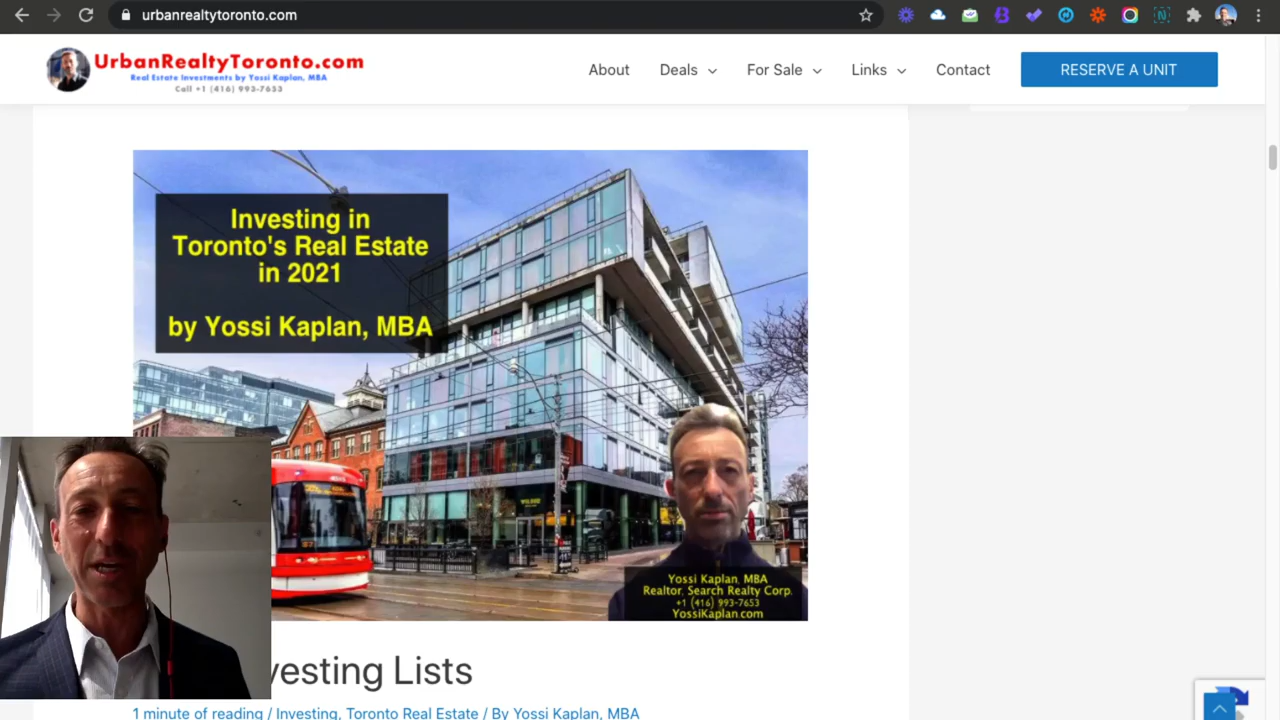 urbanrealtytoronto.com
UrbanRealtyToronto.com
Real Estate Investments by Yossi Kaplan, MBA
Call +1 (416) 993-7653
About
Deals
For Sale
Links
Contact
RESERVE A UNIT
Investing in
Toronto's Real Estate
in 2021
by Yossi Kaplan, MBA
Yossi Kaplan, MBA
Realtor, Search Realty Corp.
+1 (416) 993-7653
YossiKaplan.com
vesting Lists
1 minute of reading / Investing, Toronto Real Estate / By Yossi Kaplan, MBA